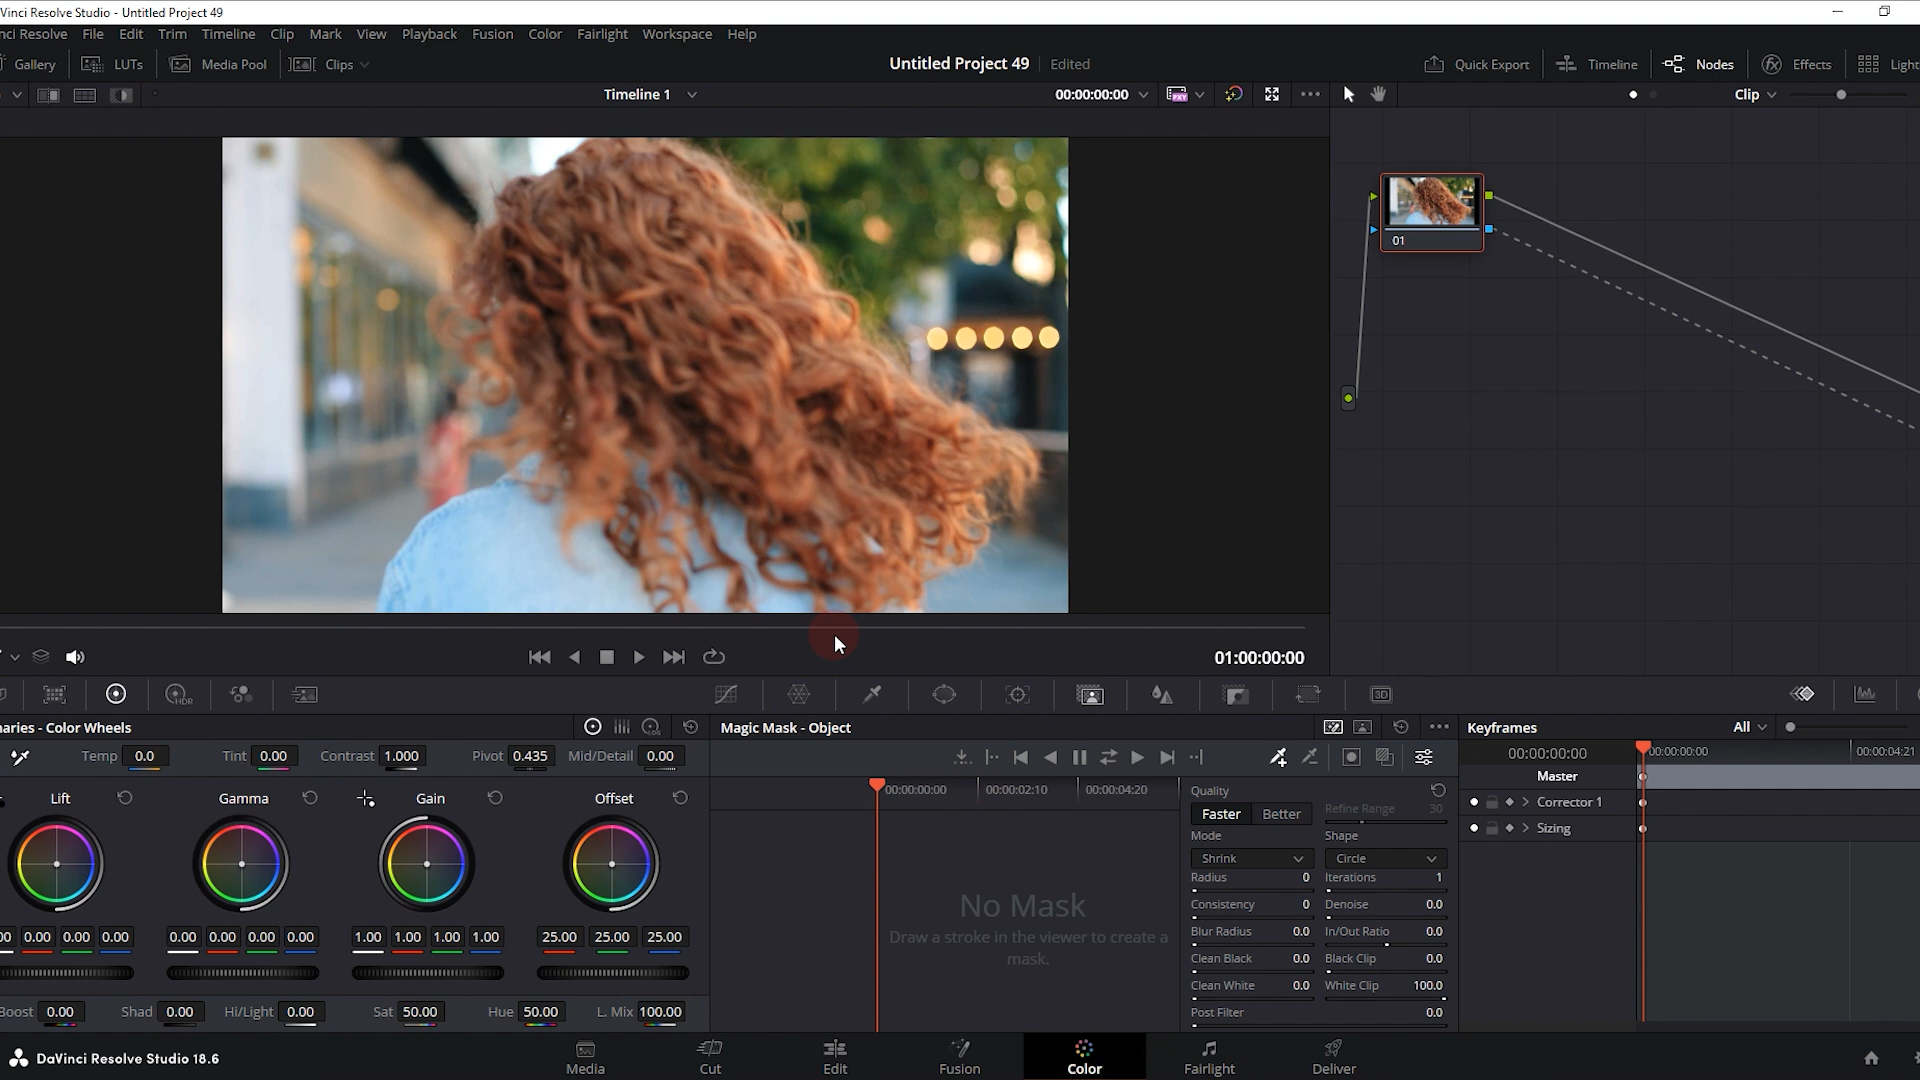 Vinci Resolve Studio - Untitled Project 49
nci Resolve File Edit Trim Timeline Clip Mark View Playback Fusion Color Fairlight Workspace Help
Gallery LUTs Media Pool Clips Untitled Project 49 Edited Quick Export Timeline Nodes Effects Light
Timeline 1 00:00:00:00 PXY Clip
01
01:00:00:00
HDR 3D
naries - Color Wheels LOG Magic Mask - Object Keyframes All
Temp 0.0 Tint 0.00 Contrast 1.000 Pivot 0.435 Mid/Detail 0.00
00:00:00:00 00:00:00:00 00:00:04:21
Master
Lift Gamma Gain Offset
00:00:00:00 00:00:02:10 00:00:04:20
Quality
Faster Better Refine Range 30
Mode Shape
Shrink Circle
Radius 0 Iterations 1
Consistency 0 Denoise 0.0
Blur Radius 0.0 In/Out Ratio 0.0
Clean Black 0.0 Black Clip 0.0
Clean White 0.0 White Clip 100.0
Post Filter 0.0
Corrector 1
Sizing
No Mask
Draw a stroke in the viewer to create a
mask.
00 0.00 0.00 0.00 0.00 0.00 0.00 0.00 1.00 1.00 1.00 1.00 25.00 25.00 25.00
Boost 0.00 Shad 0.00 Hi/Light 0.00 Sat 50.00 Hue 50.00 L. Mix 100.00
DaVinci Resolve Studio 18.6
Media Cut Edit Fusion Color Fairlight Deliver